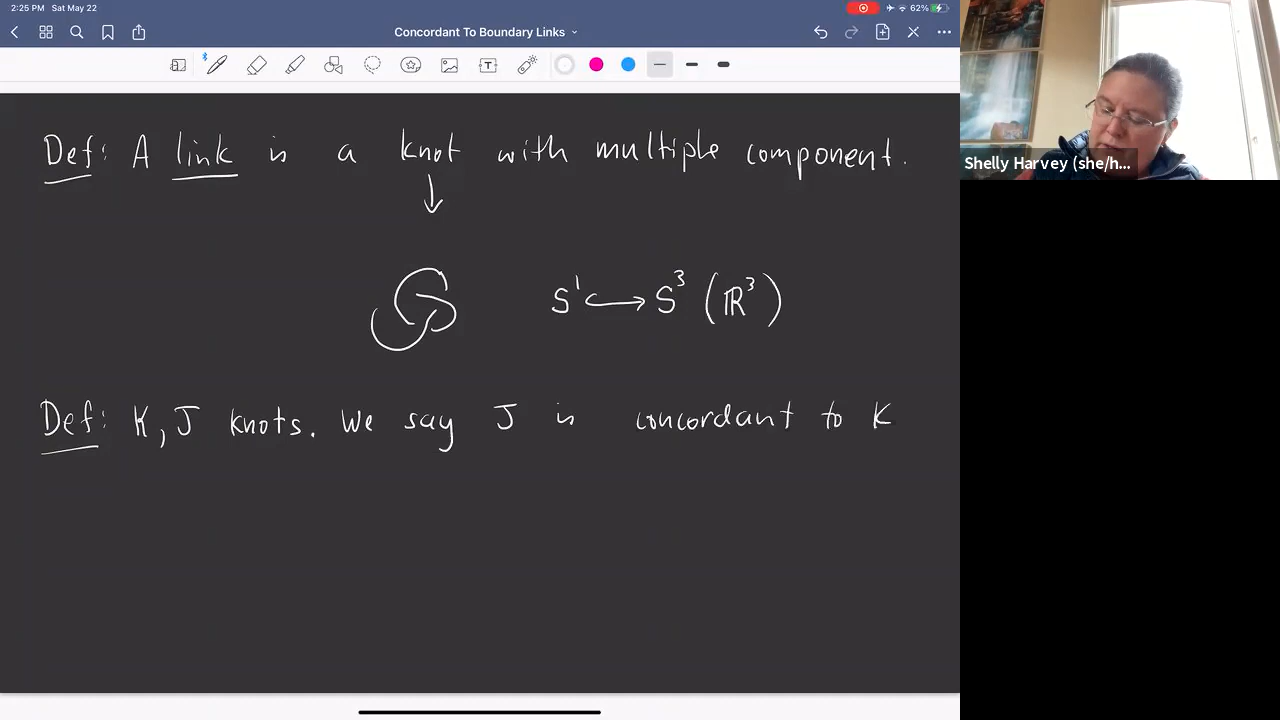 2:25 PM Sat May 22
62%
Concordant To Boundary Links
T
Def: A link is a knot with multiple component.
S¹ ↪ S³ (ℝ³)
Def: K, J knots. We say J is concordant to K
Shelly Harvey (she/h...